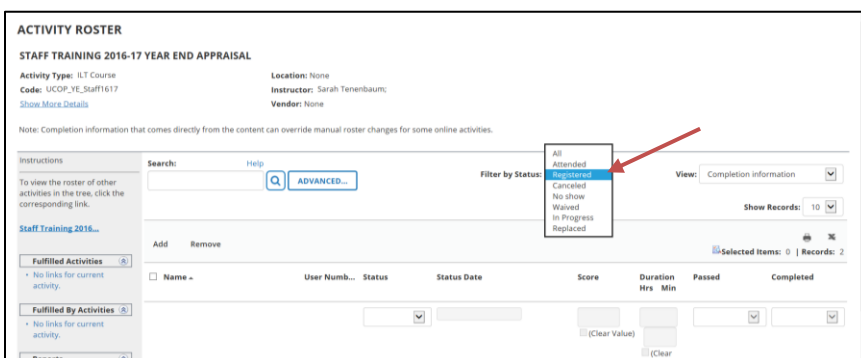 ACTIVITY ROSTER
STAFF TRAINING 2016-17 YEAR END APPRAISAL
Activity Type: ILT Course
Location: None
Code: UCOP_YE_Staff1617
Instructor: Sarah Tenenbaum;
Show More Details
Vendor: None
Note: Completion information that comes directly from the content can override manual roster changes for some online activities.
Instructions
To view the roster of other
activities in the tree, click the
corresponding link.
Staff Training 2016...
Fulfilled Activities
No links for current
activity.
Fulfilled By Activities
No links for current
activity.
Search:
Help
ADVANCED...
Filter by Status:
All
Attended
Registered
Canceled
No show
Waived
In Progress
Replaced
View: Completion information
Show Records: 10
Add Remove
Selected Items: 0 | Records: 2
Name User Numb... Status Status Date Score Duration Passed Completed
Hrs Min
(Clear Value)
(Clear